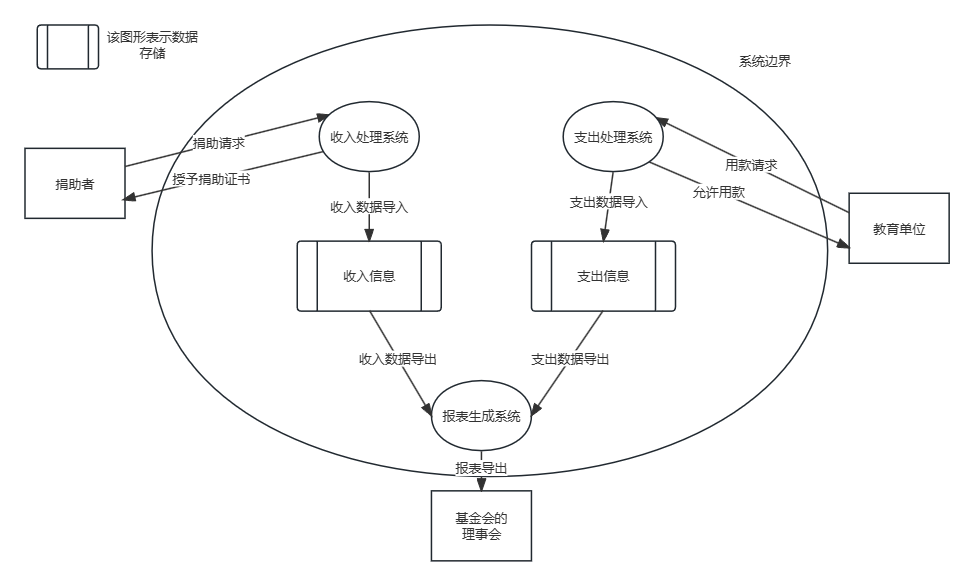 该图形表示数据
存储
系统边界
收入处理系统
支出处理系统
捐助请求
用款请求
捐助者
授予捐助证书
允许用款
收入数据导入
支出数据导入
教育单位
收入信息
支出信息
收入数据导出
支出数据导出
报表生成系统
报表导出
基金会的
理事会